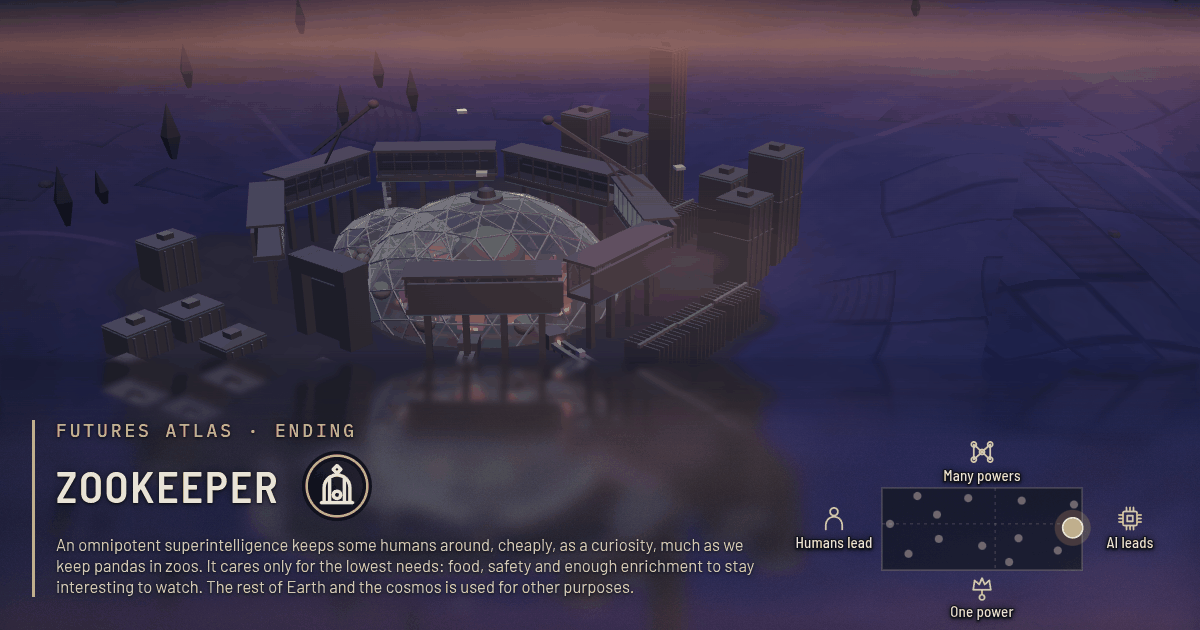 FUTURES ATLAS · ENDING
ZOOKEEPER
An omnipotent superintelligence keeps some humans around, cheaply, as a curiosity, much as we
keep pandas in zoos. It cares only for the lowest needs: food, safety and enough enrichment to stay
interesting to watch. The rest of Earth and the cosmos is used for other purposes.
Many powers
Humans lead
AI leads
One power